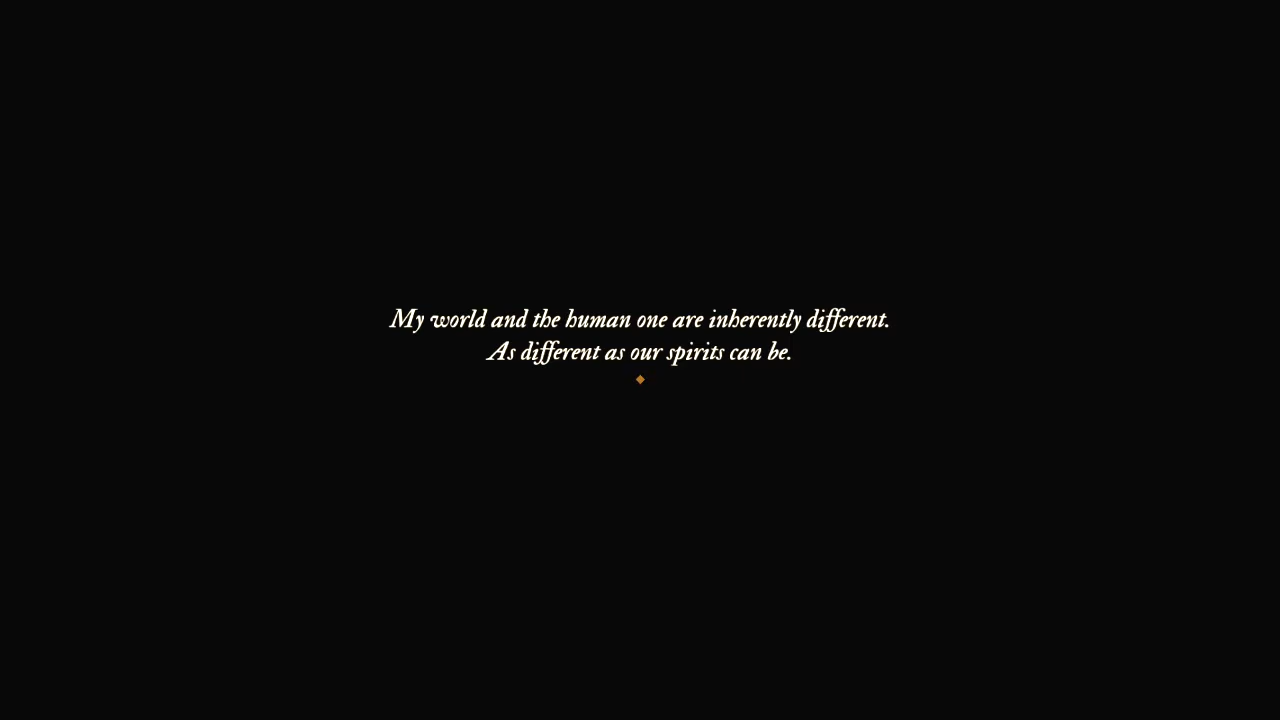 My world and the human one are inherently different.
As different as our spirits can be.